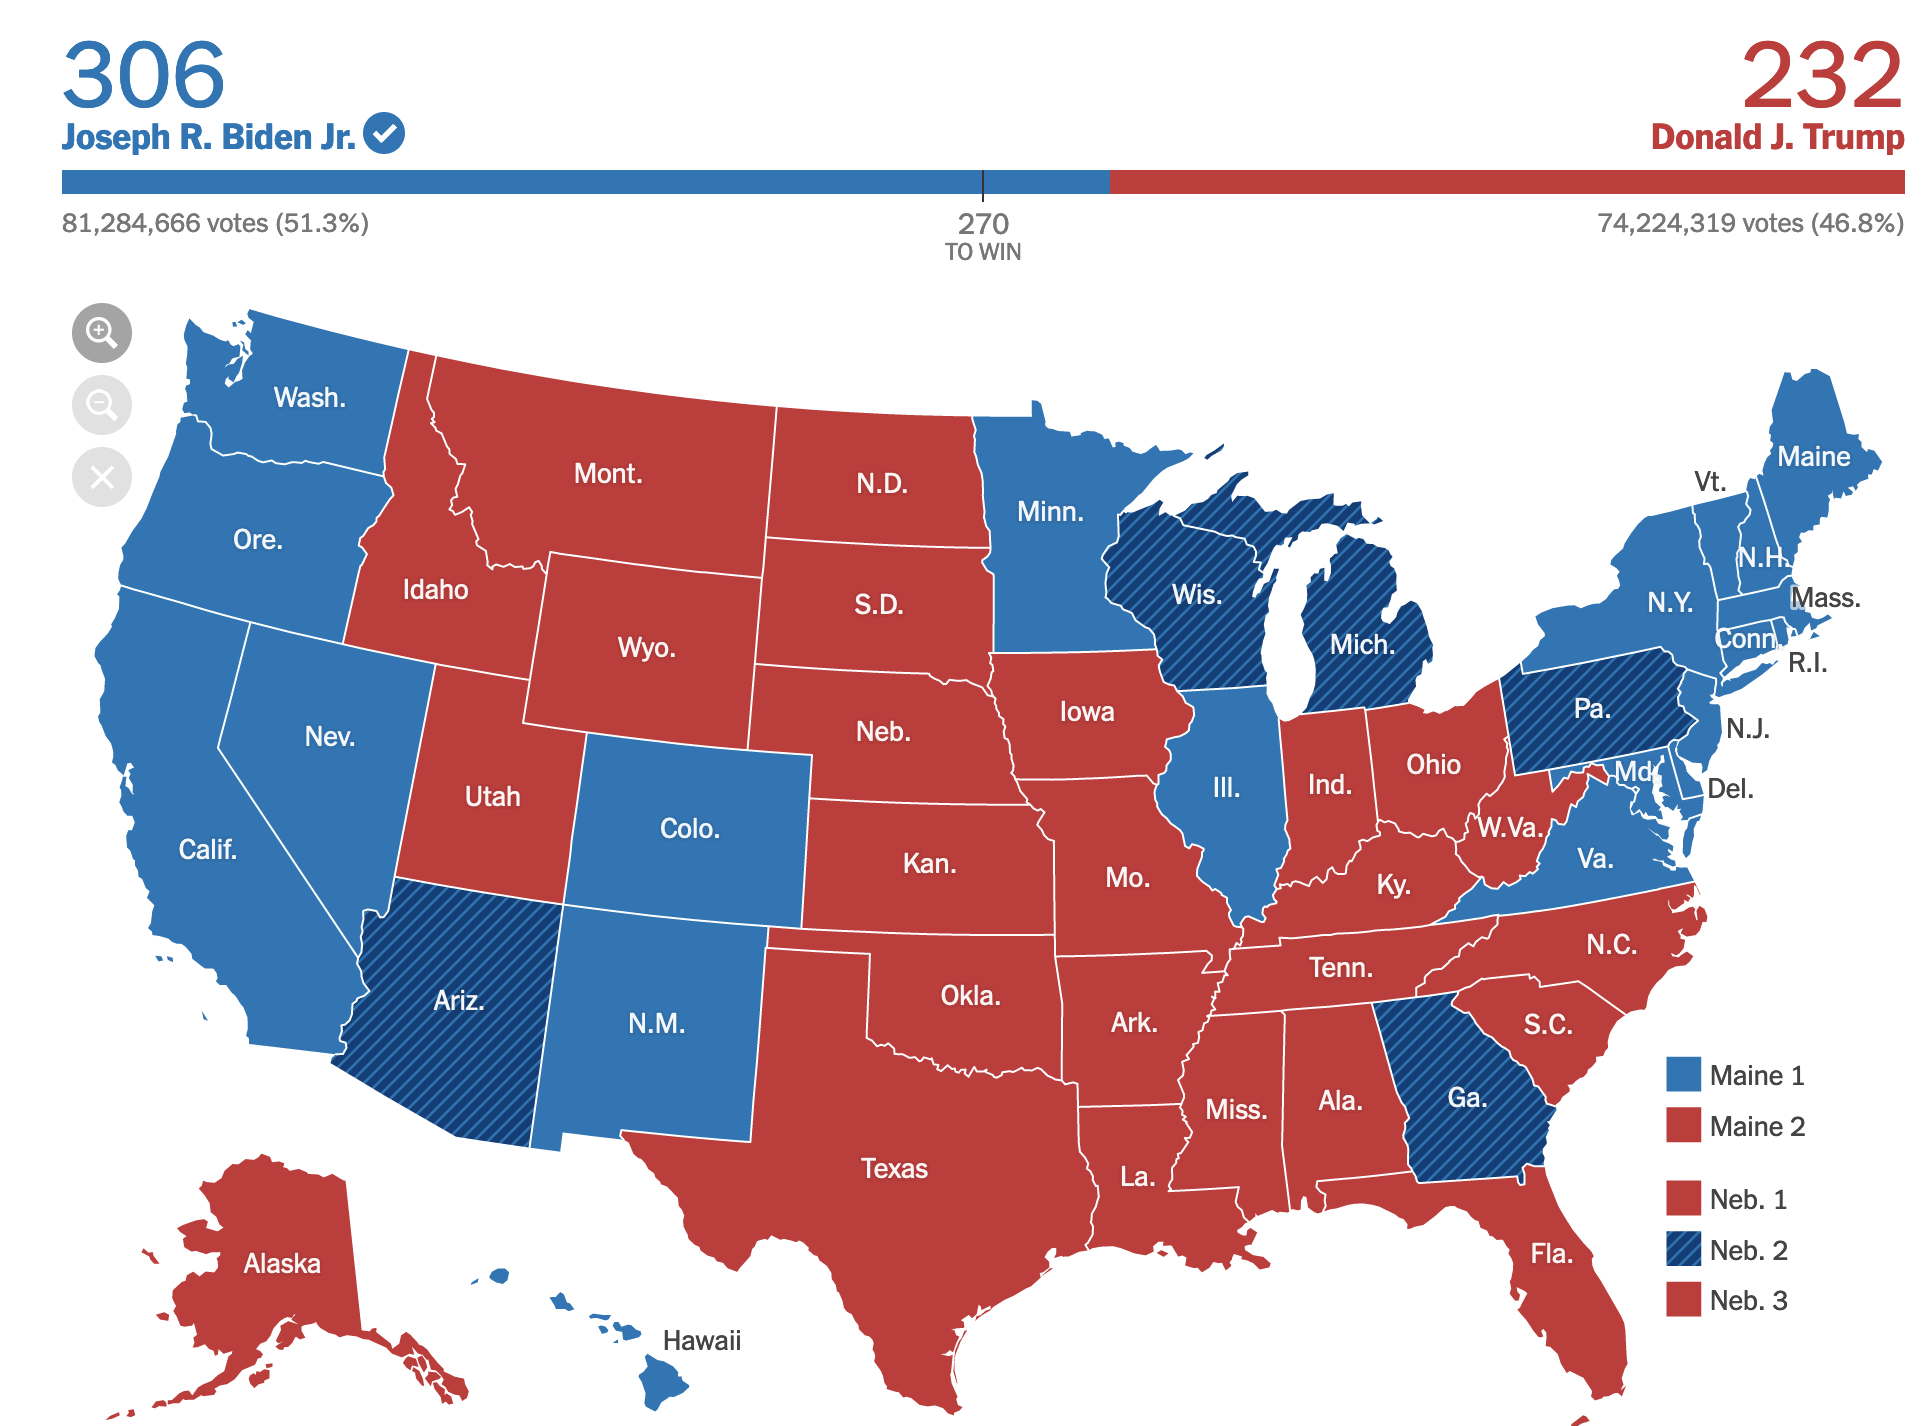 306
232
Joseph R. Biden Jr.
Donald J. Trump
81,284,666 votes (51.3%)
270
TO WIN
74,224,319 votes (46.8%)
Wash.
Mont.
N.D.
Minn.
Maine
Vt.
Ore.
Idaho
N.H.
Wis.
Mass.
S.D.
N.Y.
Wyo.
Mich.
Conn.
R.I.
Nev.
Neb.
Iowa
Pa.
N.J.
Utah
Ill.
Ind.
Ohio
Md.
Del.
Calif.
Colo.
Kan.
Mo.
Ky.
W.Va.
Va.
N.C.
Tenn.
Ariz.
N.M.
Okla.
Ark.
S.C.
Maine 1
Miss.
Ala.
Ga.
Maine 2
Texas
La.
Neb. 1
Alaska
Fla.
Neb. 2
Neb. 3
Hawaii